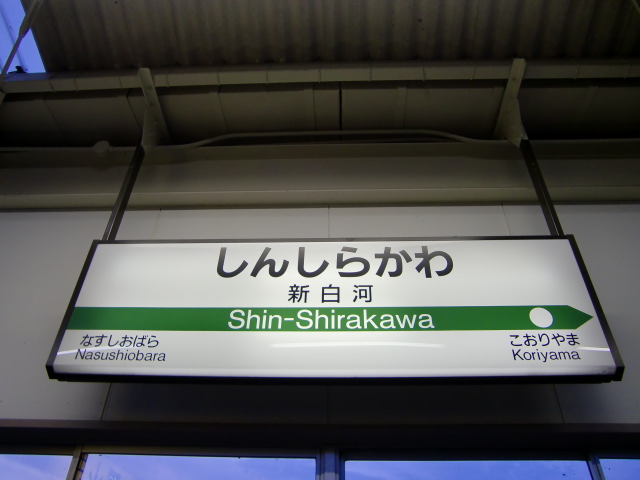 しんしらかわ
新白河
Shin-Shirakawa
なすしおばら
Nasushiobara
こおりやま
Koriyama